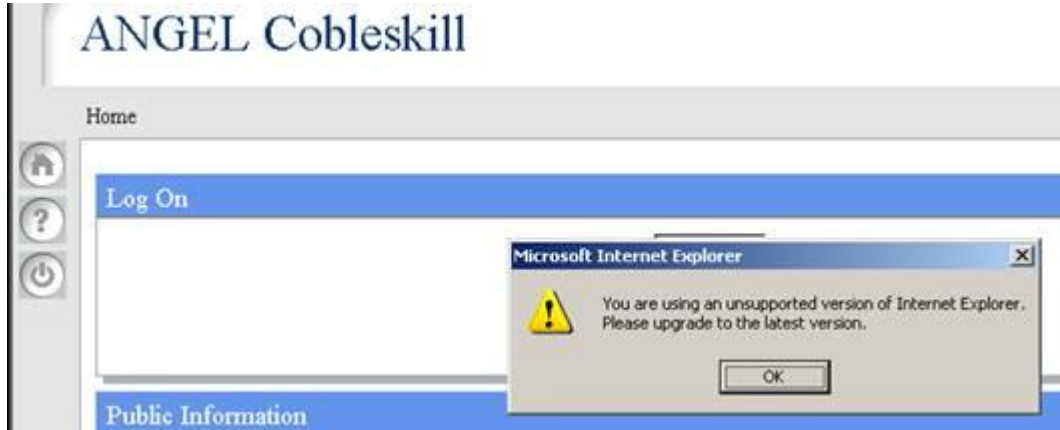 ANGEL Cobleskill
Home
Log On
Microsoft Internet Explorer
You are using an unsupported version of Internet Explorer.
Please upgrade to the latest version.
OK
Public Information